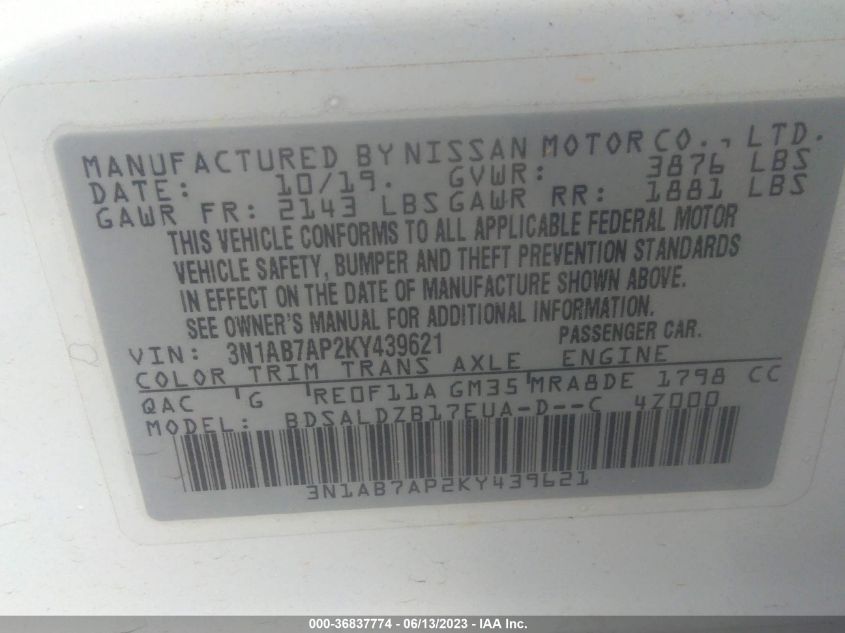 MANUFACTURED BY NISSAN MOTOR CO., LTD.
DATE: 10/19. GVWR: 3876 LBS
GAWR FR: 2143 LBS GAWR RR: 1881 LBS
THIS VEHICLE CONFORMS TO ALL APPLICABLE FEDERAL MOTOR
VEHICLE SAFETY, BUMPER AND THEFT PREVENTION STANDARDS
IN EFFECT ON THE DATE OF MANUFACTURE SHOWN ABOVE.
SEE OWNER'S MANUAL FOR ADDITIONAL INFORMATION.
VIN: 3N1AB7AP2KY439621 PASSENGER CAR.
COLOR TRIM TRANS AXLE ENGINE
QAC 'G RE0F11A GM35 'MRA8DE 1798 CC
MODEL: BDSALDZB17EUA-D--C 4Z000
3N1AB7AP2KY439621
000-36837774 - 06/13/2023 - IAA Inc.